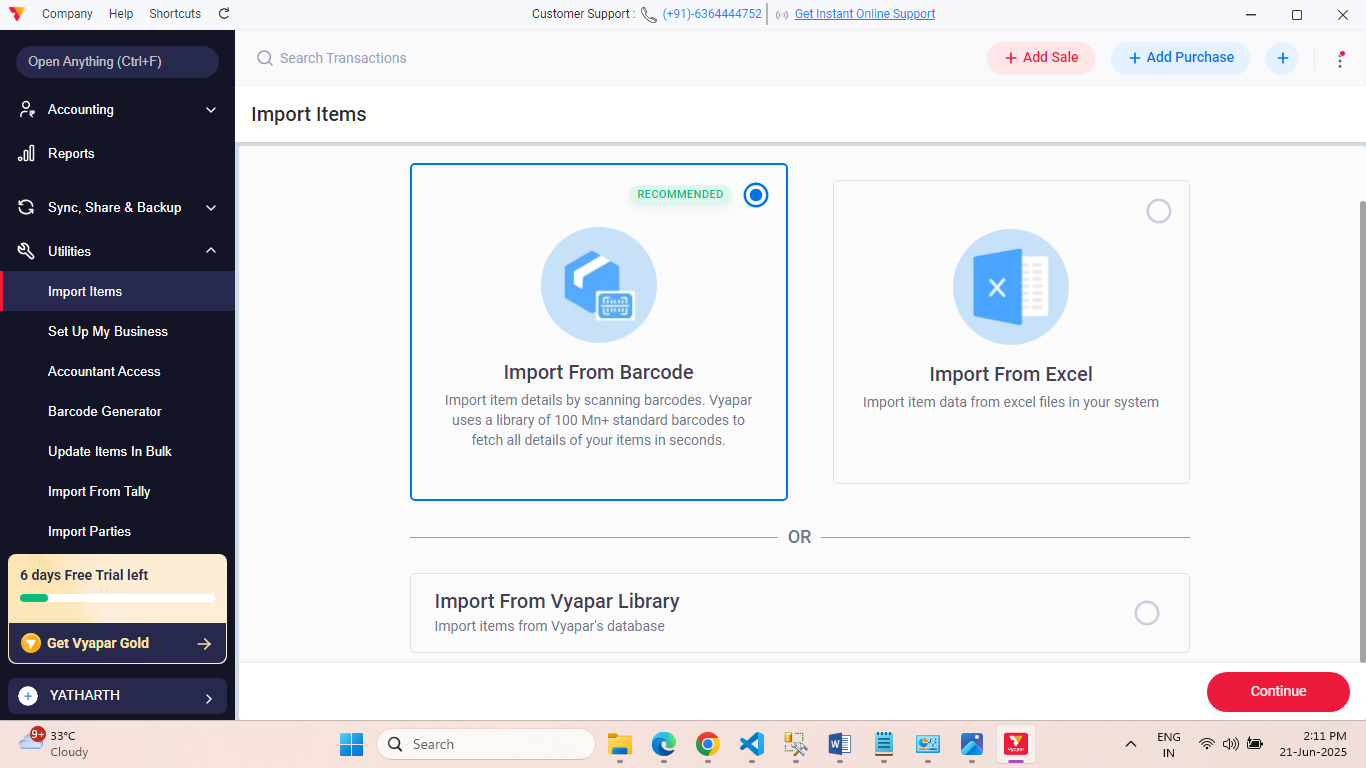 Company Help Shortcuts
Customer Support : (+91)-6364444752 Get Instant Online Support
Open Anything (Ctrl+F)
Accounting
Reports
Sync, Share & Backup
Utilities
Import Items
Set Up My Business
Accountant Access
Barcode Generator
Update Items In Bulk
Import From Tally
Import Parties
6 days Free Trial left
Get Vyapar Gold
YATHARTH
Search Transactions
+ Add Sale
+ Add Purchase
+
Import Items
RECOMMENDED
Import From Barcode
Import item details by scanning barcodes. Vyapar
uses a library of 100 Mn+ standard barcodes to
fetch all details of your items in seconds.
X
Import From Excel
Import item data from excel files in your system
OR
Import From Vyapar Library
Import items from Vyapar's database
Continue
9+
33°C
Cloudy
Search
W
Vyapar
ENG
IN
2:11 PM
21-Jun-2025